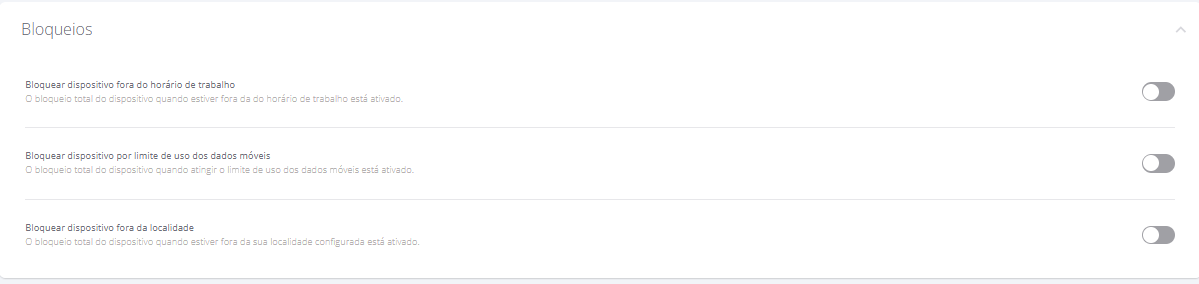 Bloqueios
Bloquear dispositivo fora do horário de trabalho
O bloqueio total do dispositivo quando estiver fora da do horário de trabalho está ativado.
Bloquear dispositivo por limite de uso dos dados móveis
O bloqueio total do dispositivo quando atingir o limite de uso dos dados móveis está ativado.
Bloquear dispositivo fora da localidade
O bloqueio total do dispositivo quando estiver fora da sua localidade configurada está ativado.